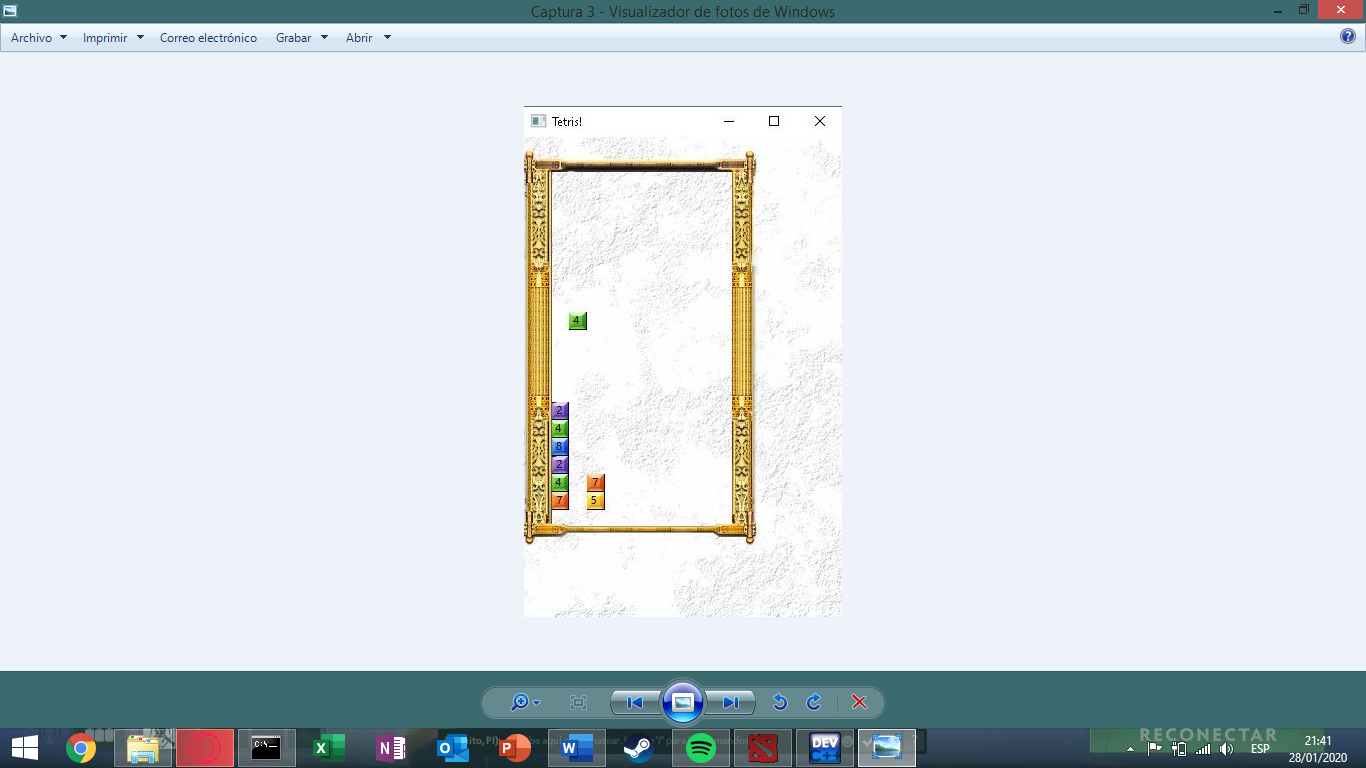 Captura 3 - Visualizador de fotos de Windows
Archivo Imprimir Correo electrónico Grabar Abrir
?
Tetris!
4
2
4
8
2
4 7
7 5
RECONECTAR
C:\
DEV
C++
ESP
21:41
28/01/2020